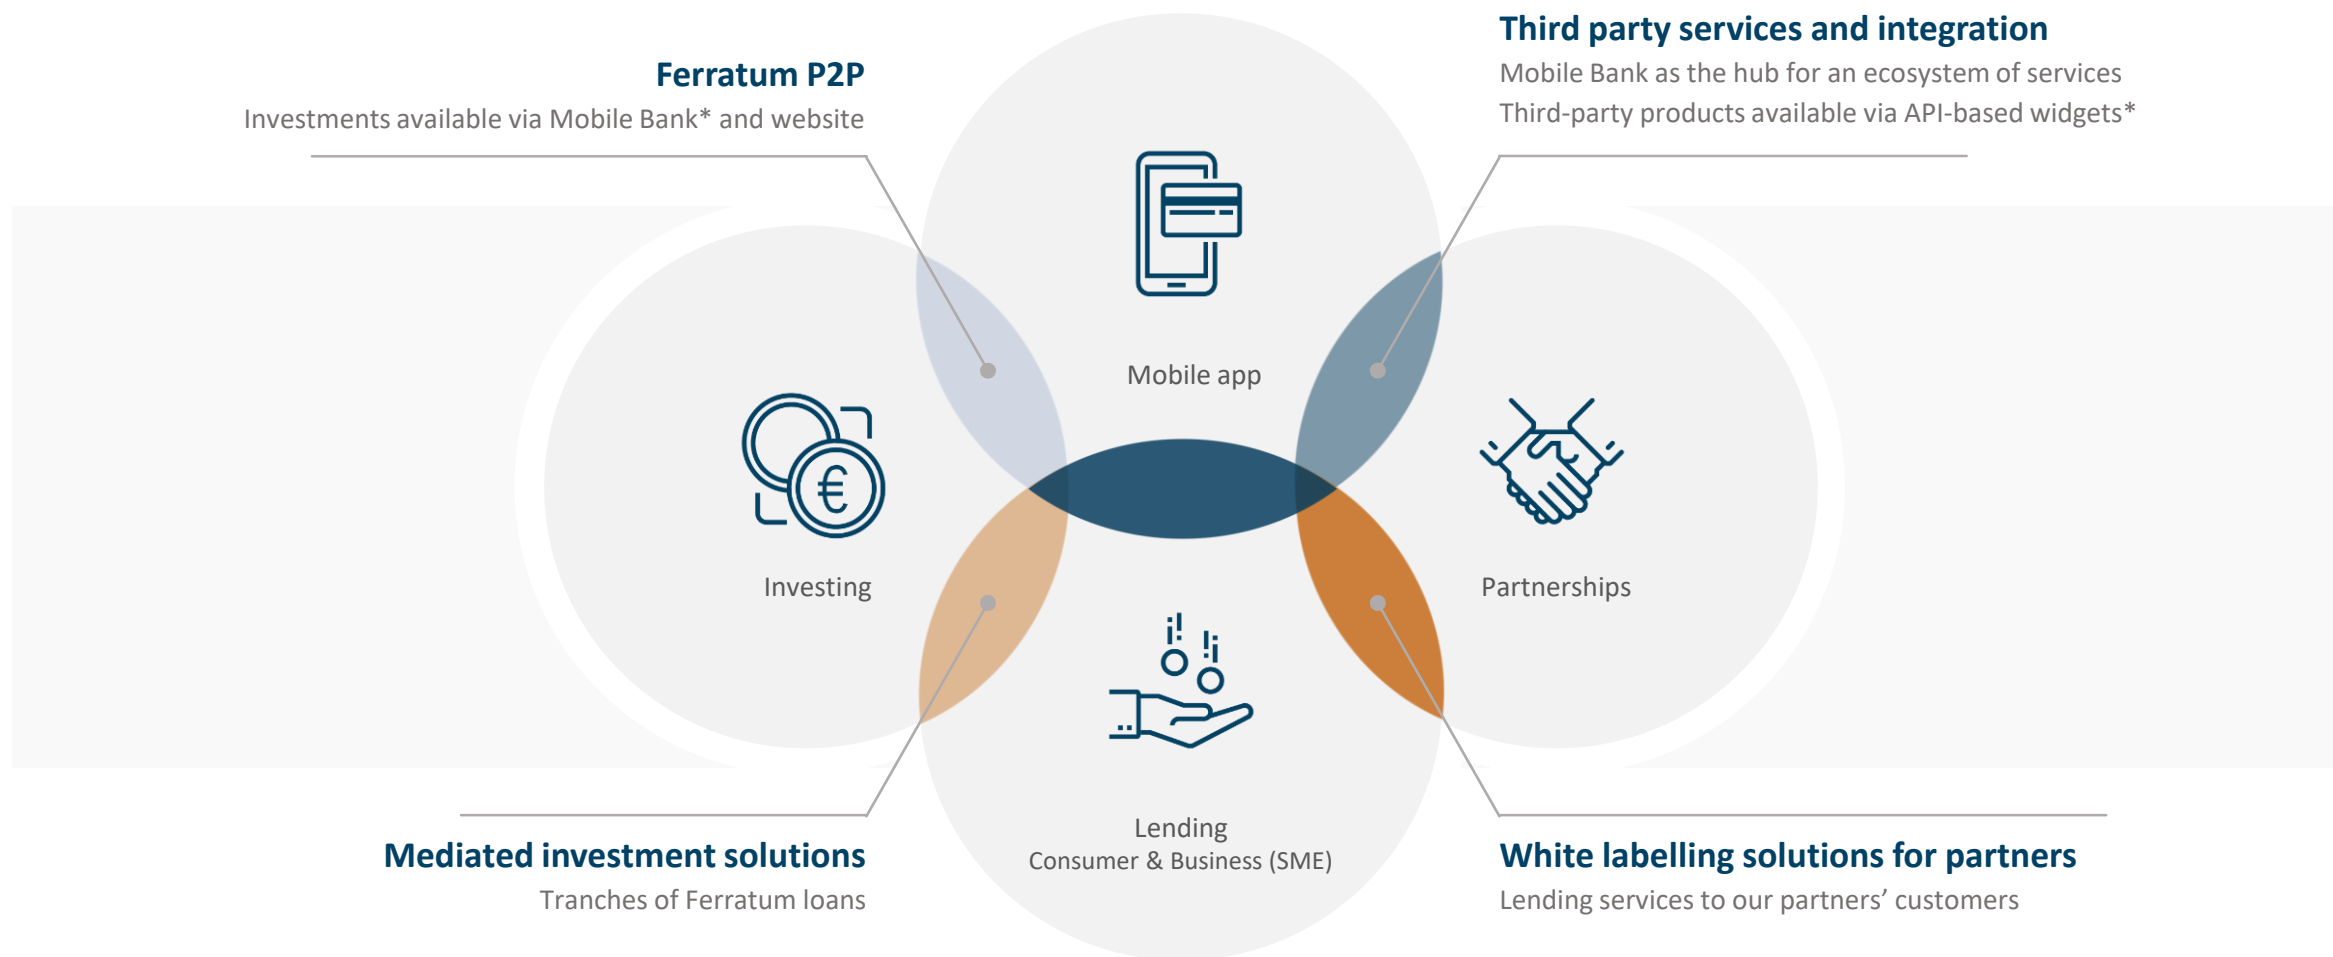 Ferratum P2P
Investments available via Mobile Bank* and website
Third party services and integration
Mobile Bank as the hub for an ecosystem of services
Third-party products available via API-based widgets*
Mobile app
€
Investing
Partnerships
Lending
Consumer & Business (SME)
Mediated investment solutions
Tranches of Ferratum loans
White labelling solutions for partners
Lending services to our partners’ customers